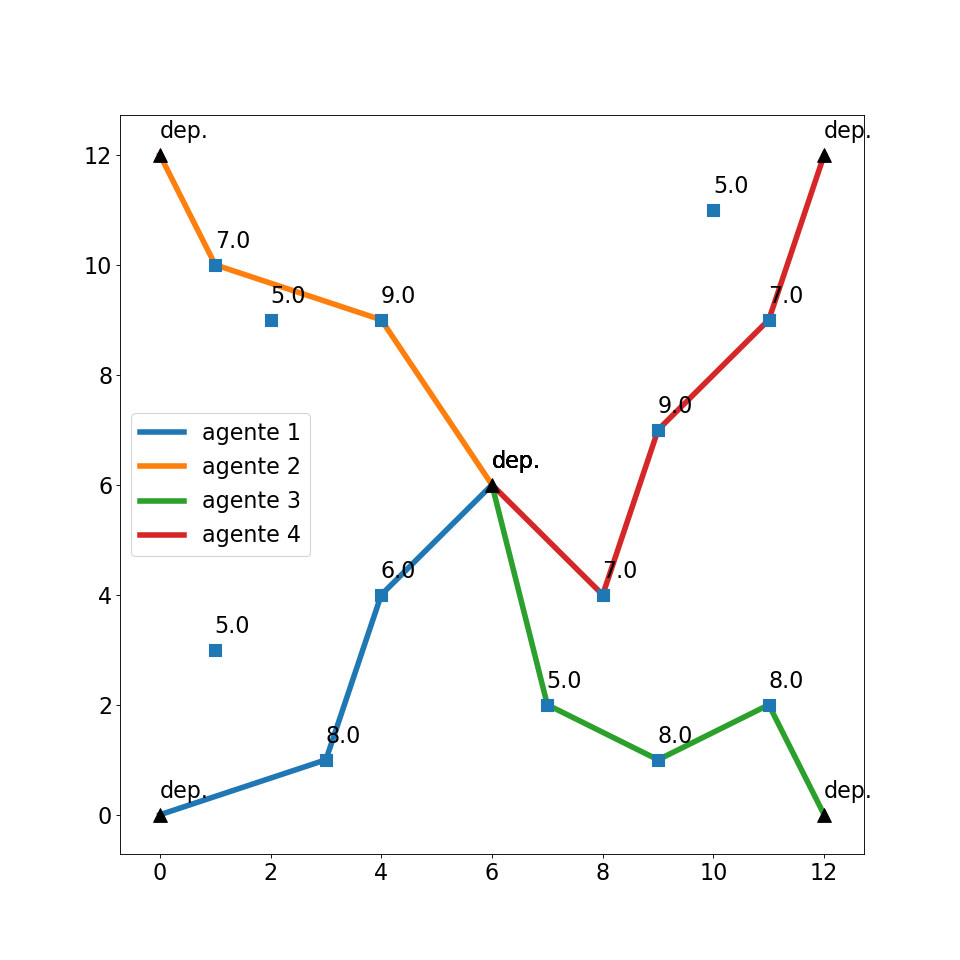 dep. dep.
12
5.0
7.0
10
5.0 9.0 7.0
8
9.0
agente 1
agente 2
agente 3
agente 4
dep.
6
6.0 7.0
4
5.0
5.0 8.0
2
8.0 8.0
dep. dep.
0
0 2 4 6 8 10 12